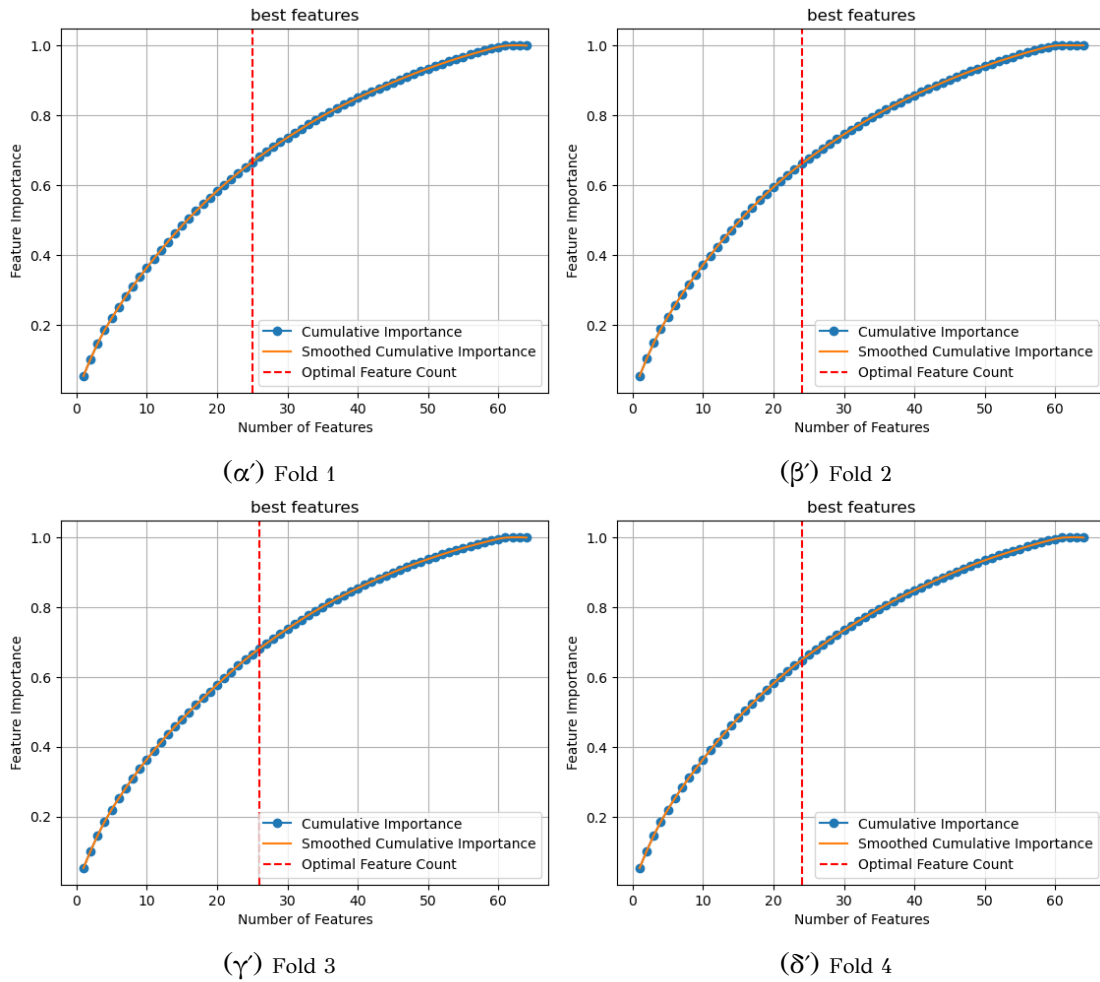 best features
Feature Importance
1.0
0.8
0.6
0.4
0.2
Cumulative Importance
Smoothed Cumulative Importance
Optimal Feature Count
0 10 20 30 40 50 60
Number of Features
(α′) Fold 1
best features
Feature Importance
1.0
0.8
0.6
0.4
0.2
Cumulative Importance
Smoothed Cumulative Importance
Optimal Feature Count
0 10 20 30 40 50 60
Number of Features
(β′) Fold 2
best features
Feature Importance
1.0
0.8
0.6
0.4
0.2
Cumulative Importance
Smoothed Cumulative Importance
Optimal Feature Count
0 10 20 30 40 50 60
Number of Features
(γ′) Fold 3
best features
Feature Importance
1.0
0.8
0.6
0.4
0.2
Cumulative Importance
Smoothed Cumulative Importance
Optimal Feature Count
0 10 20 30 40 50 60
Number of Features
(δ′) Fold 4